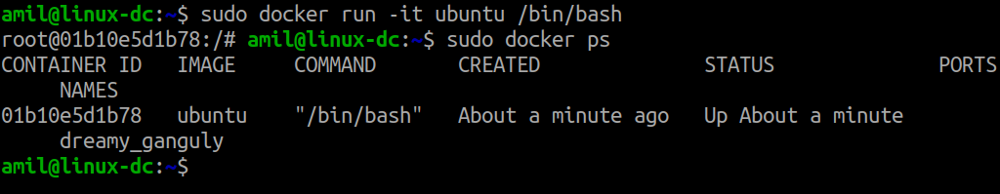 amil@linux-dc:~$ sudo docker run -it ubuntu /bin/bash
root@01b10e5d1b78:/# amil@linux-dc:~$ sudo docker ps
CONTAINER ID   IMAGE     COMMAND       CREATED              STATUS              PORTS
     NAMES
01b10e5d1b78   ubuntu    "/bin/bash"   About a minute ago   Up About a minute
     dreamy_ganguly
amil@linux-dc:~$